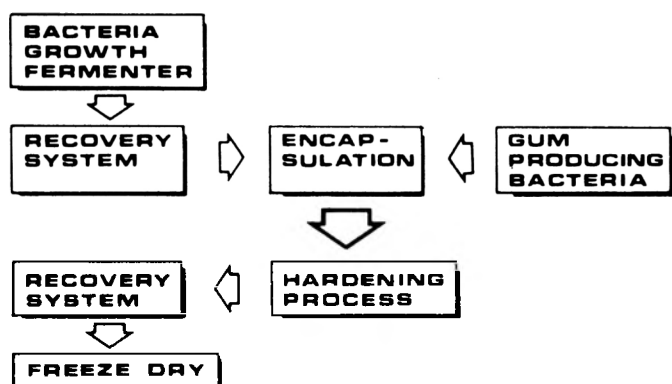 BACTERIA
GROWTH
FERMENTER
RECOVERY
SYSTEM
ENCAP-
SULATION
GUM
PRODUCING
BACTERIA
RECOVERY
SYSTEM
HARDENING
PROCESS
FREEZE DRY